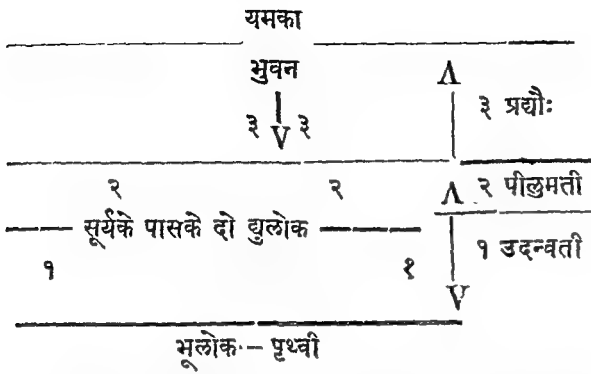 यमका
भुवन
३ ३
३ प्रद्यौः
२ २
२ पीलुमती
सूर्यके पासके दो द्युलोक
१ १
१ उदन्वती
भूलोक - पृथ्वी